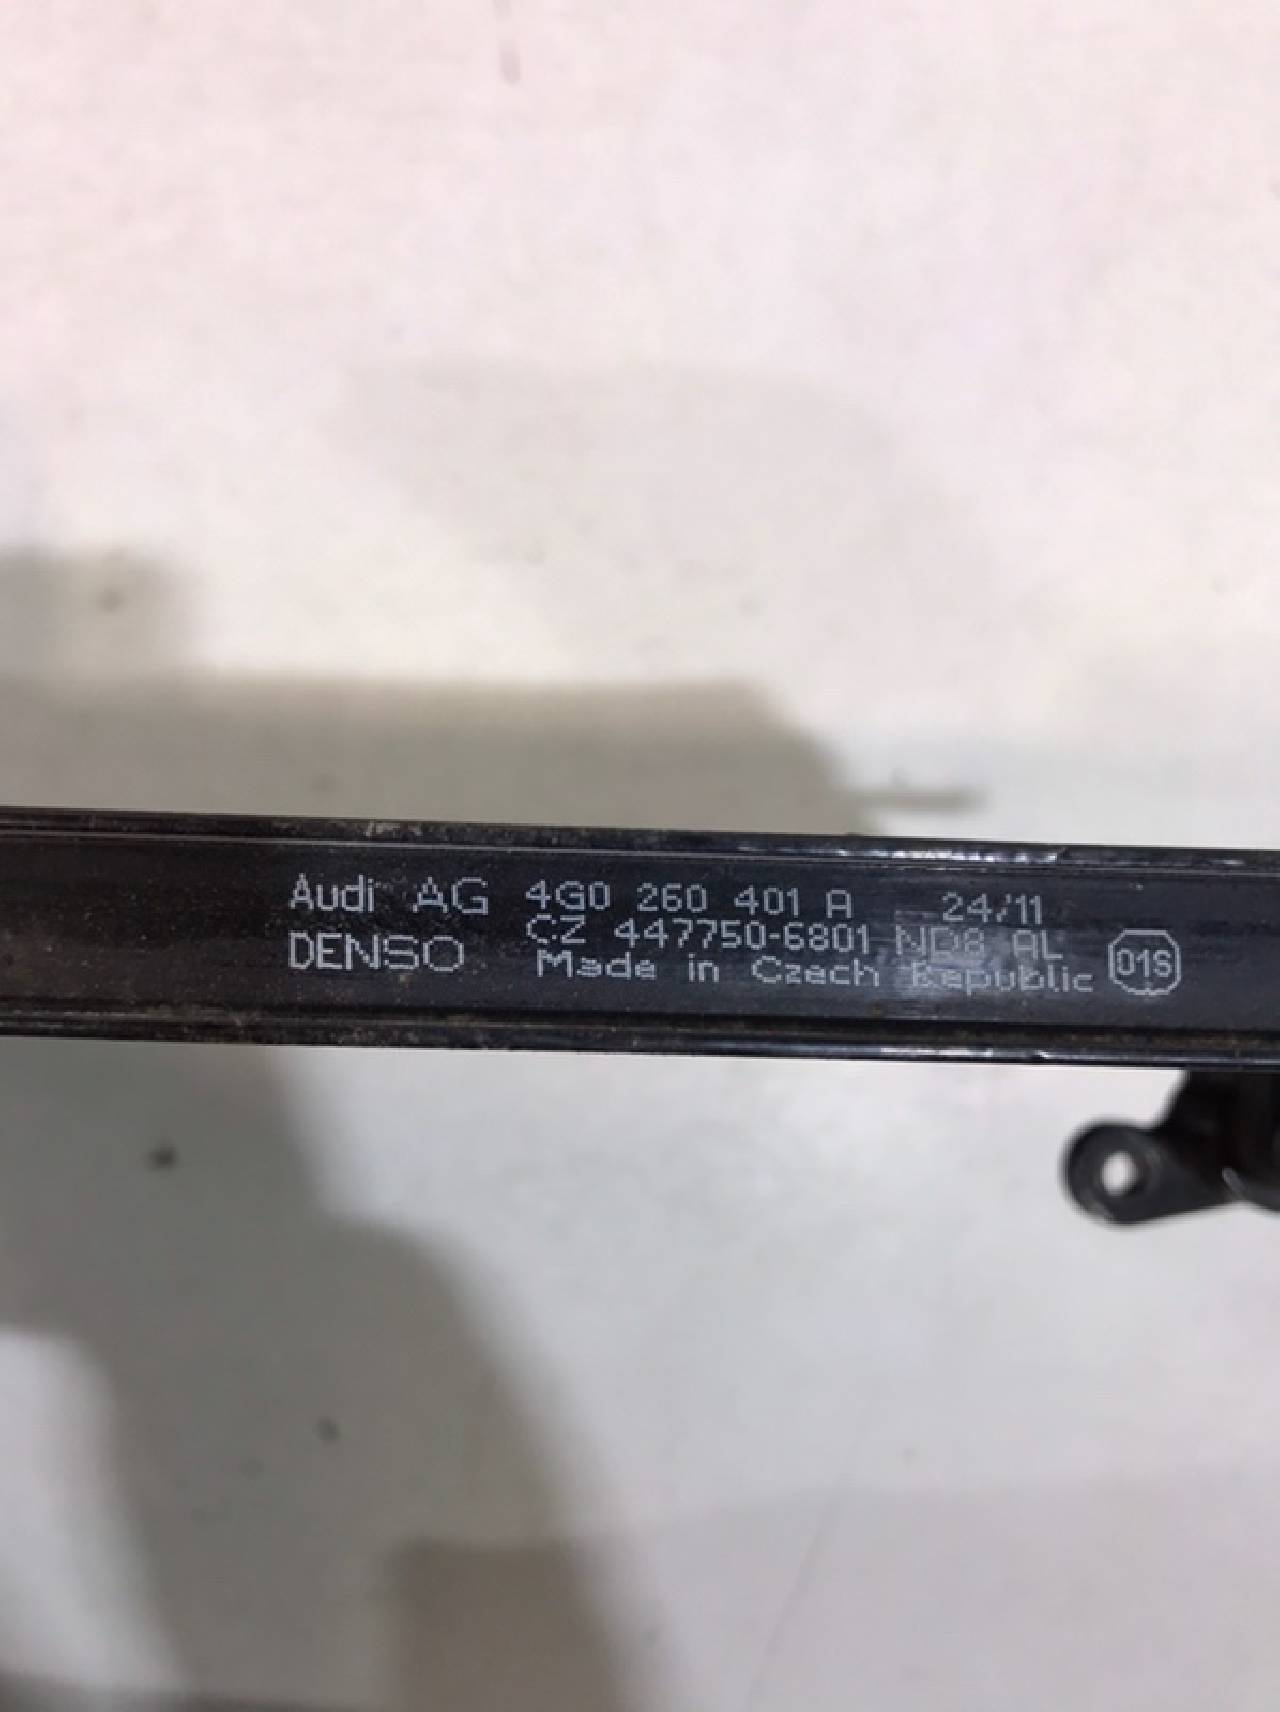 Audi AG 4G0 260 401 A 24/11
DENSO CZ 447750-6801 ND8 AL
Made in Czech Republic 01S